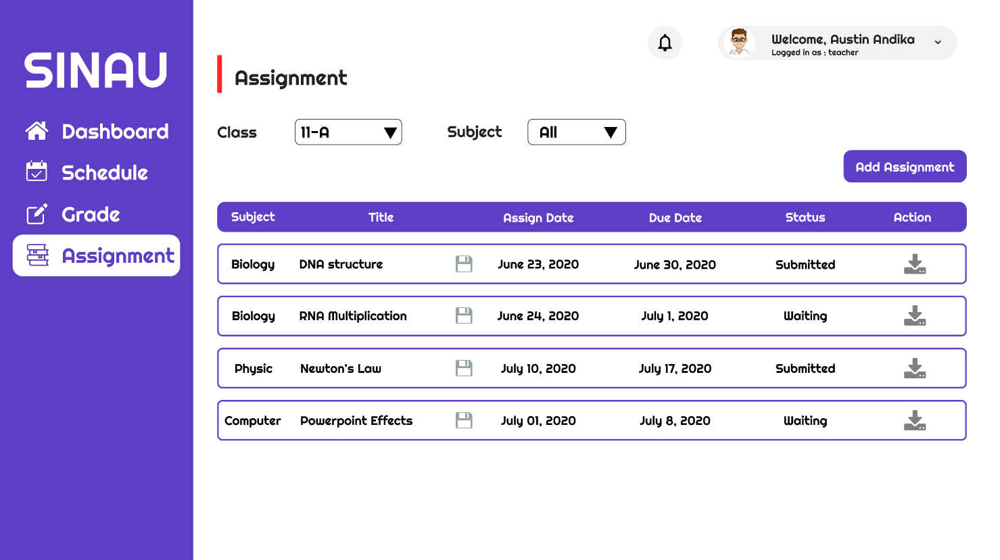 SINAU
Dashboard
Schedule
Grade
Assignment
Welcome, Austin Andika
Logged in as : teacher
Assignment
Class 11-A Subject All
Add Assignment
Subject Title Assign Date Due Date Status Action
Biology DNA structure June 23, 2020 June 30, 2020 Submitted
Biology RNA Multiplication June 24, 2020 July 1, 2020 Waiting
Physic Newton's Law July 10, 2020 July 17, 2020 Submitted
Computer Powerpoint Effects July 01, 2020 July 8, 2020 Waiting